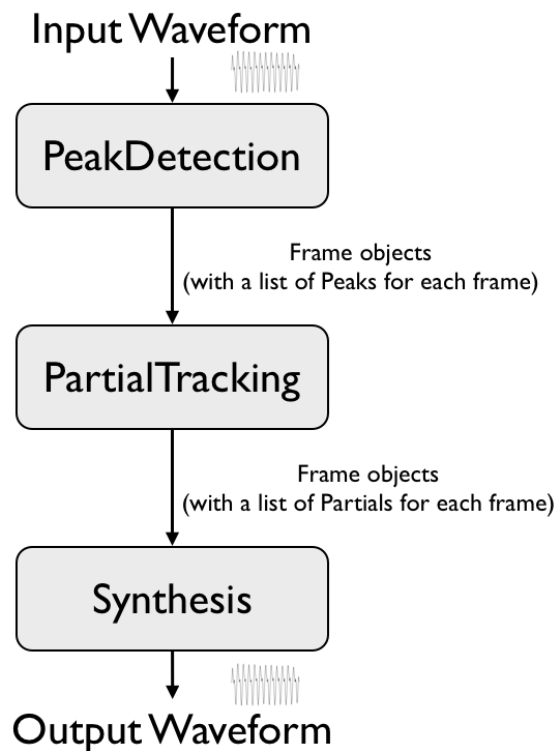 Input Waveform
PeakDetection
Frame objects
(with a list of Peaks for each frame)
PartialTracking
Frame objects
(with a list of Partials for each frame)
Synthesis
Output Waveform